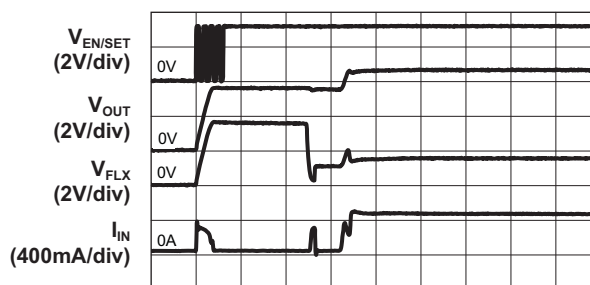 V_EN/SET
(2V/div)
0V
V_OUT
(2V/div)
0V
V_FLX
(2V/div)
0V
I_IN
(400mA/div)
0A